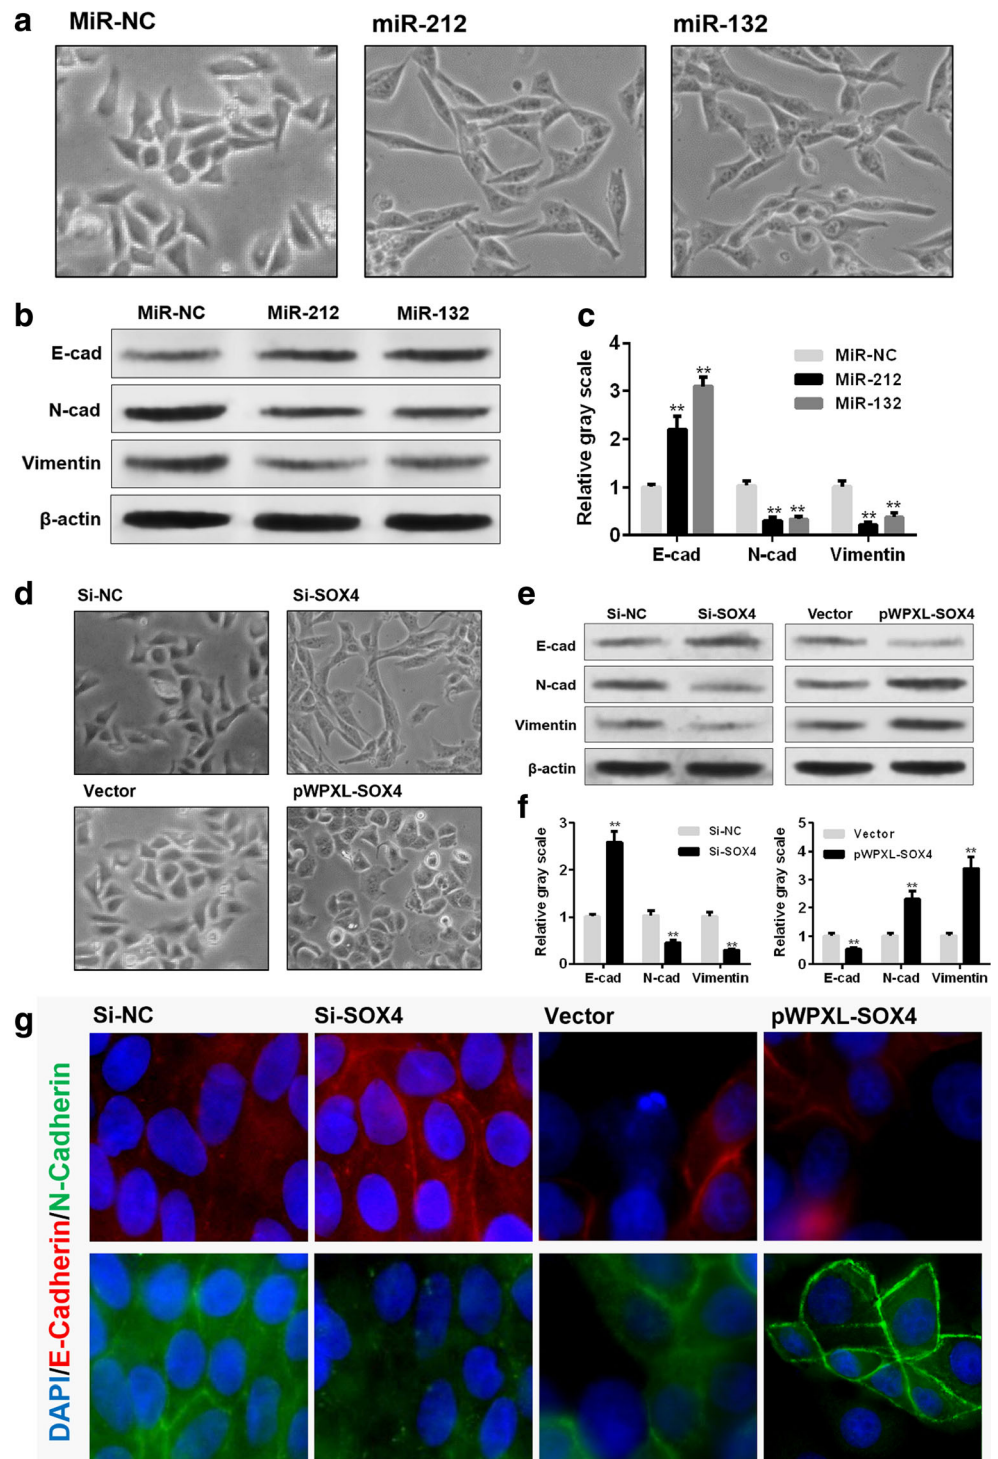 a
MiR-NC
miR-212
miR-132
b
MiR-NC
MiR-212
MiR-132
E-cad
N-cad
Vimentin
β-actin
c
Relative gray scale
4
3
2
1
0
MiR-NC
MiR-212
MiR-132
**
**
**
**
**
**
E-cad
N-cad
Vimentin
d
Si-NC
Si-SOX4
Vector
pWPXL-SOX4
e
Si-NC
Si-SOX4
Vector
pWPXL-SOX4
E-cad
N-cad
Vimentin
β-actin
f
Relative gray scale
3
2
1
0
Si-NC
Si-SOX4
**
**
**
E-cad
N-cad
Vimentin
Relative gray scale
5
4
3
2
1
0
Vector
pWPXL-SOX4
**
**
**
E-cad
N-cad
Vimentin
g
Si-NC
Si-SOX4
Vector
pWPXL-SOX4
DAPI/E-Cadherin/N-Cadherin